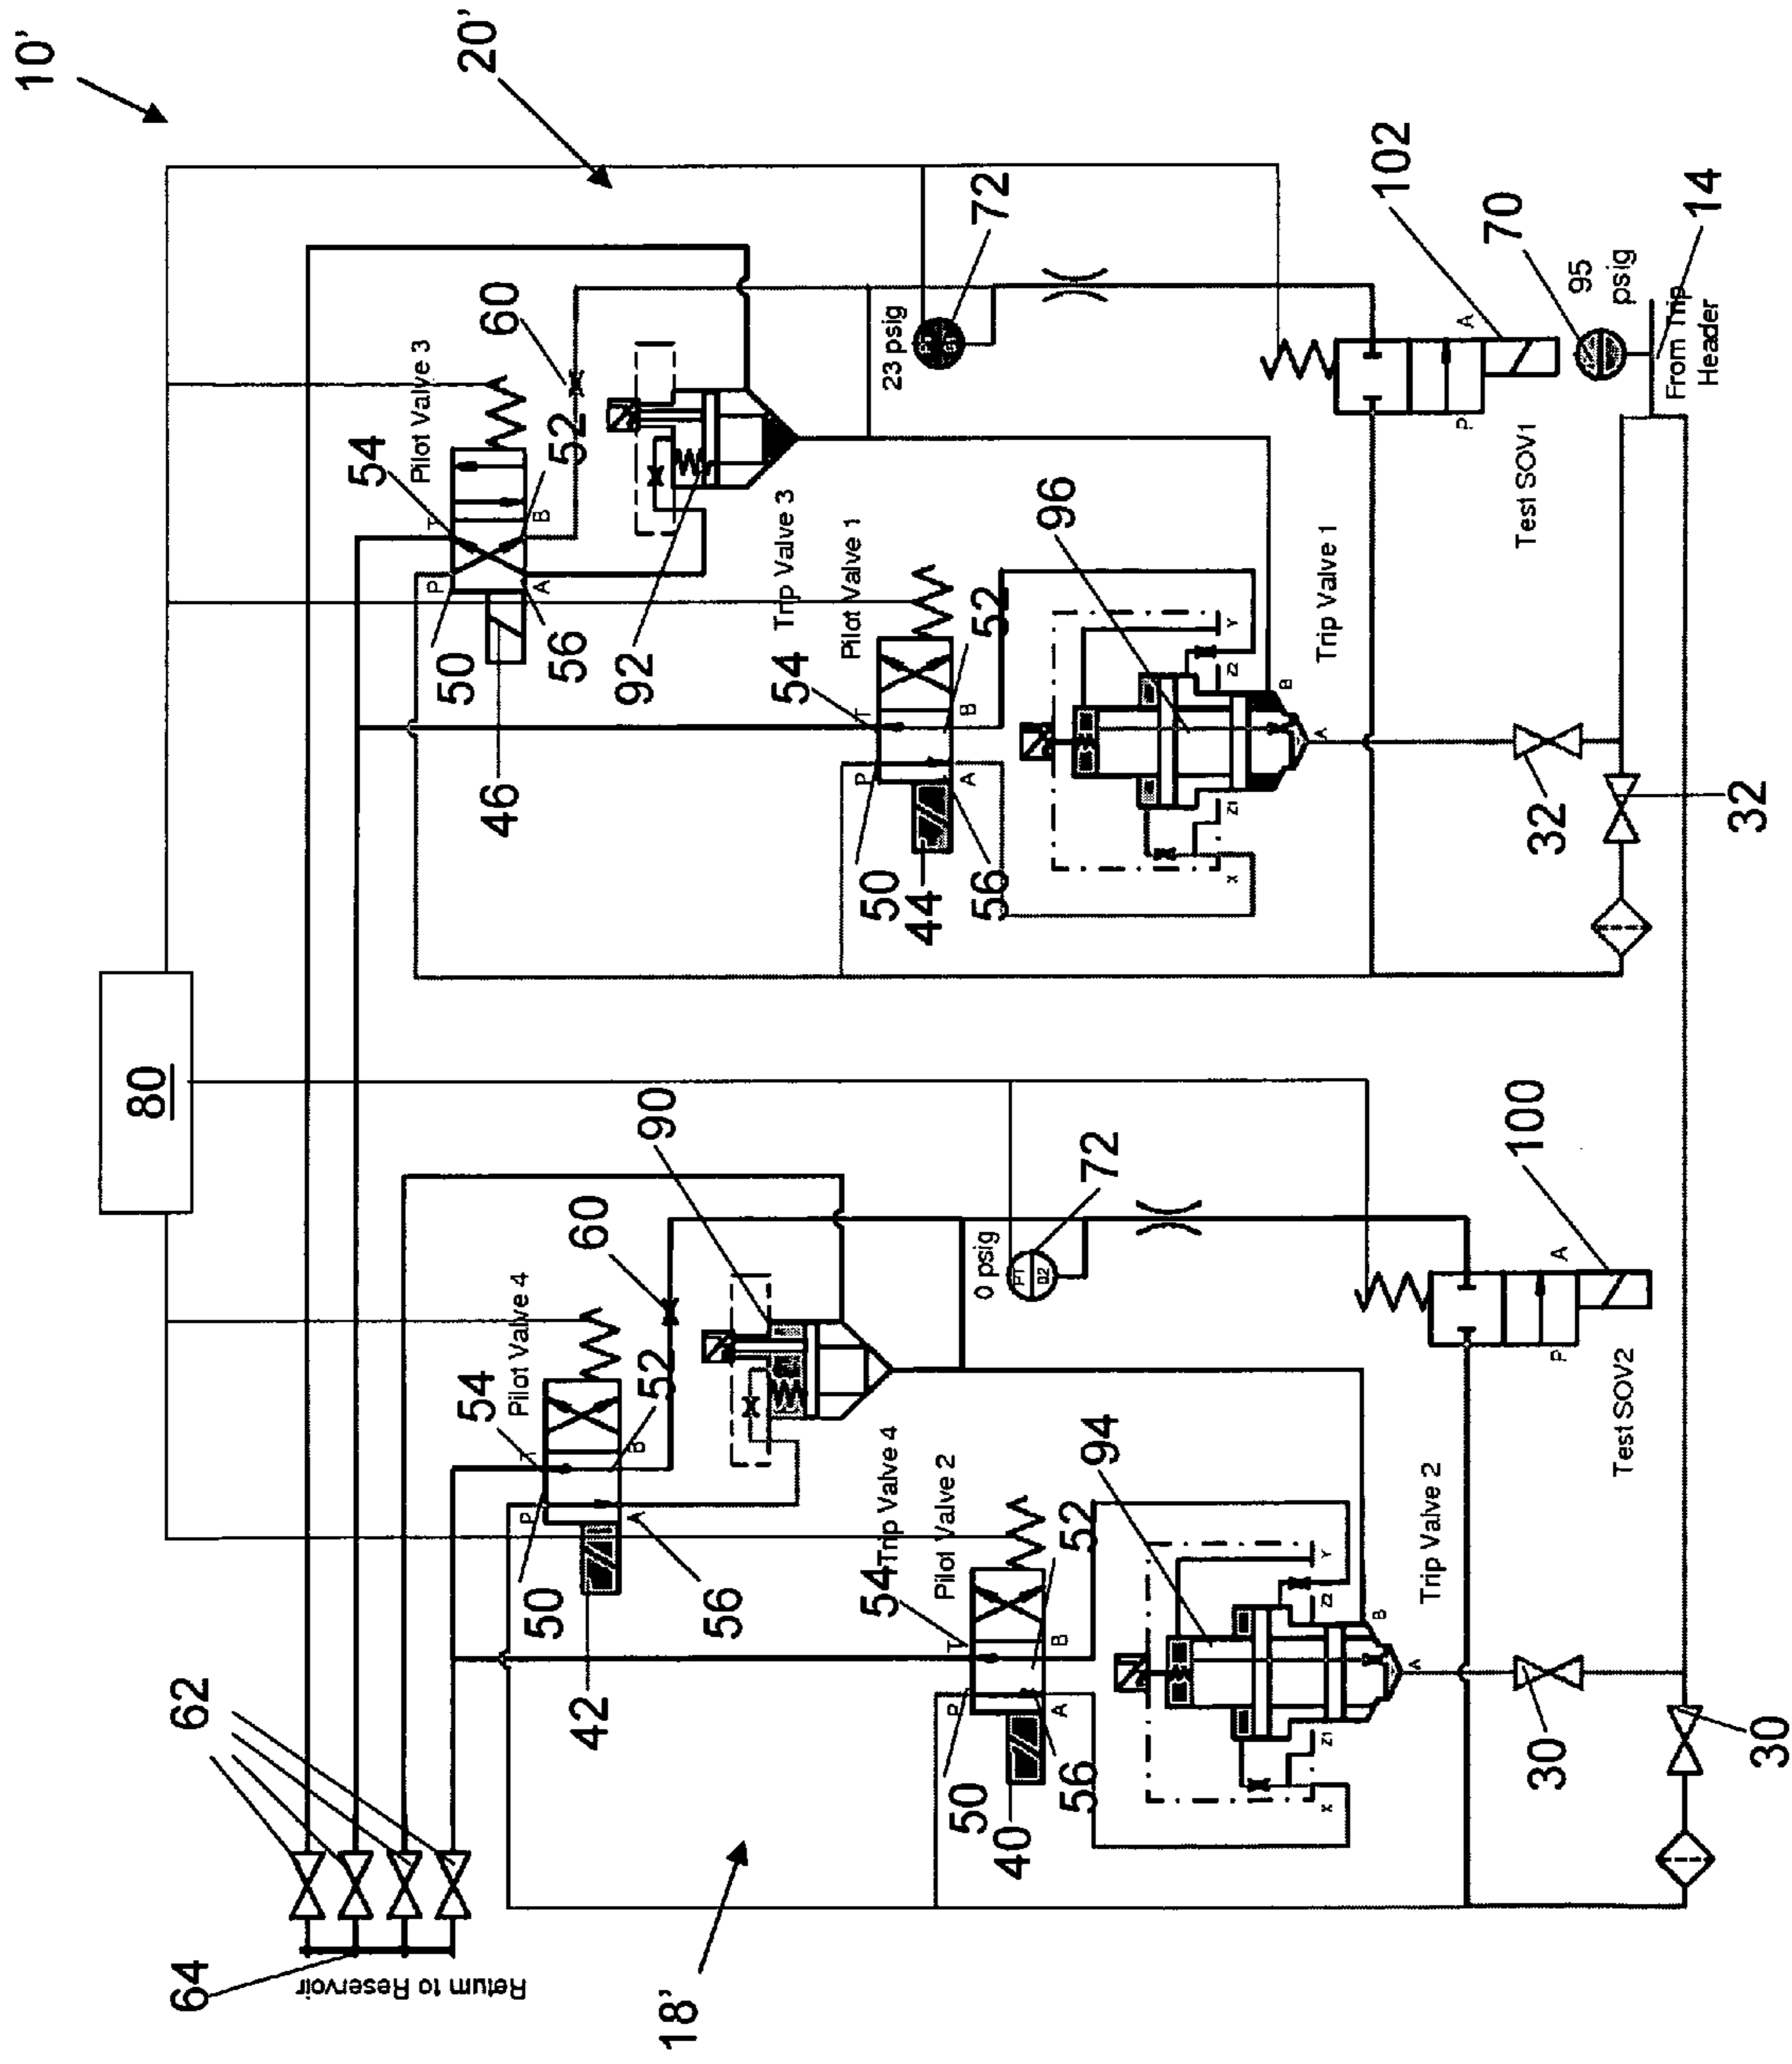 10'
20'
80
54
Pilot Valve 3
T
B
P
A
50
56
52
60
46
92
Trip Valve 3
23 psig
72
Pilot Valve 1
54
T
B
P
A
50
44
56
52
96
Y
Z2
Z1
X
B
A
Trip Valve 1
102
A
P
Test SOV1
70
95
psig
From Trip
Header
14
32
32
90
60
Pilot Valve 4
54
T
B
P
A
50
56
52
42
Trip Valve 4
0 psig
PT
72
Pilot Valve 2
54
T
B
P
A
50
40
56
52
94
Y
Z2
Z1
X
B
A
Trip Valve 2
100
A
P
Test SOV2
30
30
62
64
Return to Reservoir
18'